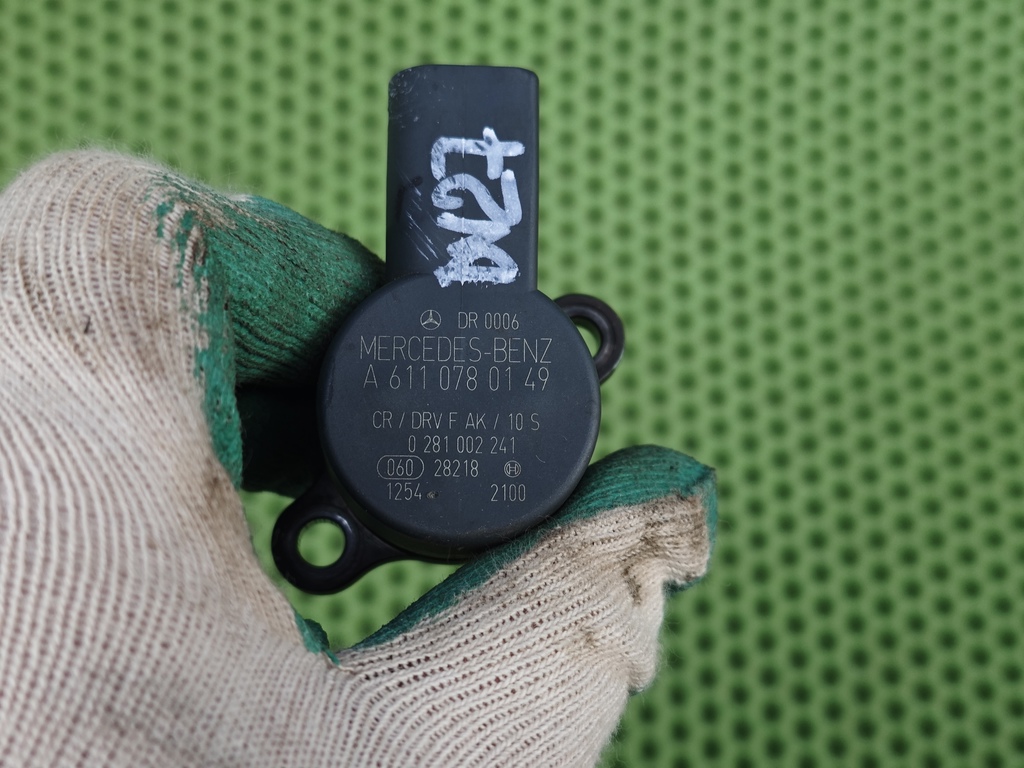 DR 0006
MERCEDES-BENZ
A 611 078 01 49
CR / DRV F AK / 10 S
0 281 002 241
060 28218
1254 2100